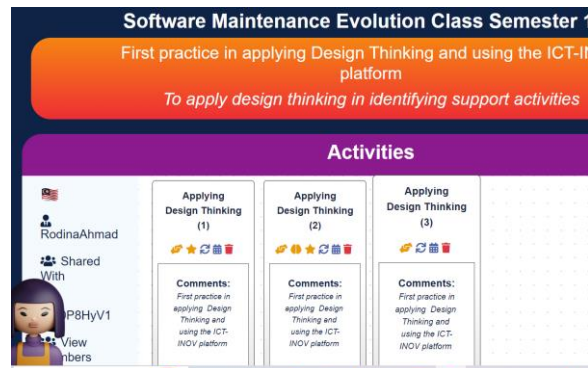 Software Maintenance Evolution Class Semester 1
First practice in applying Design Thinking and using the
platform
To apply design thinking in identifying support activities
Activities
RodinaAhmad
Shared
With
P8HyV1
View
Applying
Design Thinking
(1)
Comments:
First practice in
applying Design
Thinking and
using the ICT-
INOV platform
Applying
Design Thinking
(2)
Comments:
First practice in
applying Design
Thinking and
using the ICT-
INOV platform
Applying
Design Thinking
(3)
Comments:
First practice in
applying Design
Thinking and
using the ICT-
INOV platform